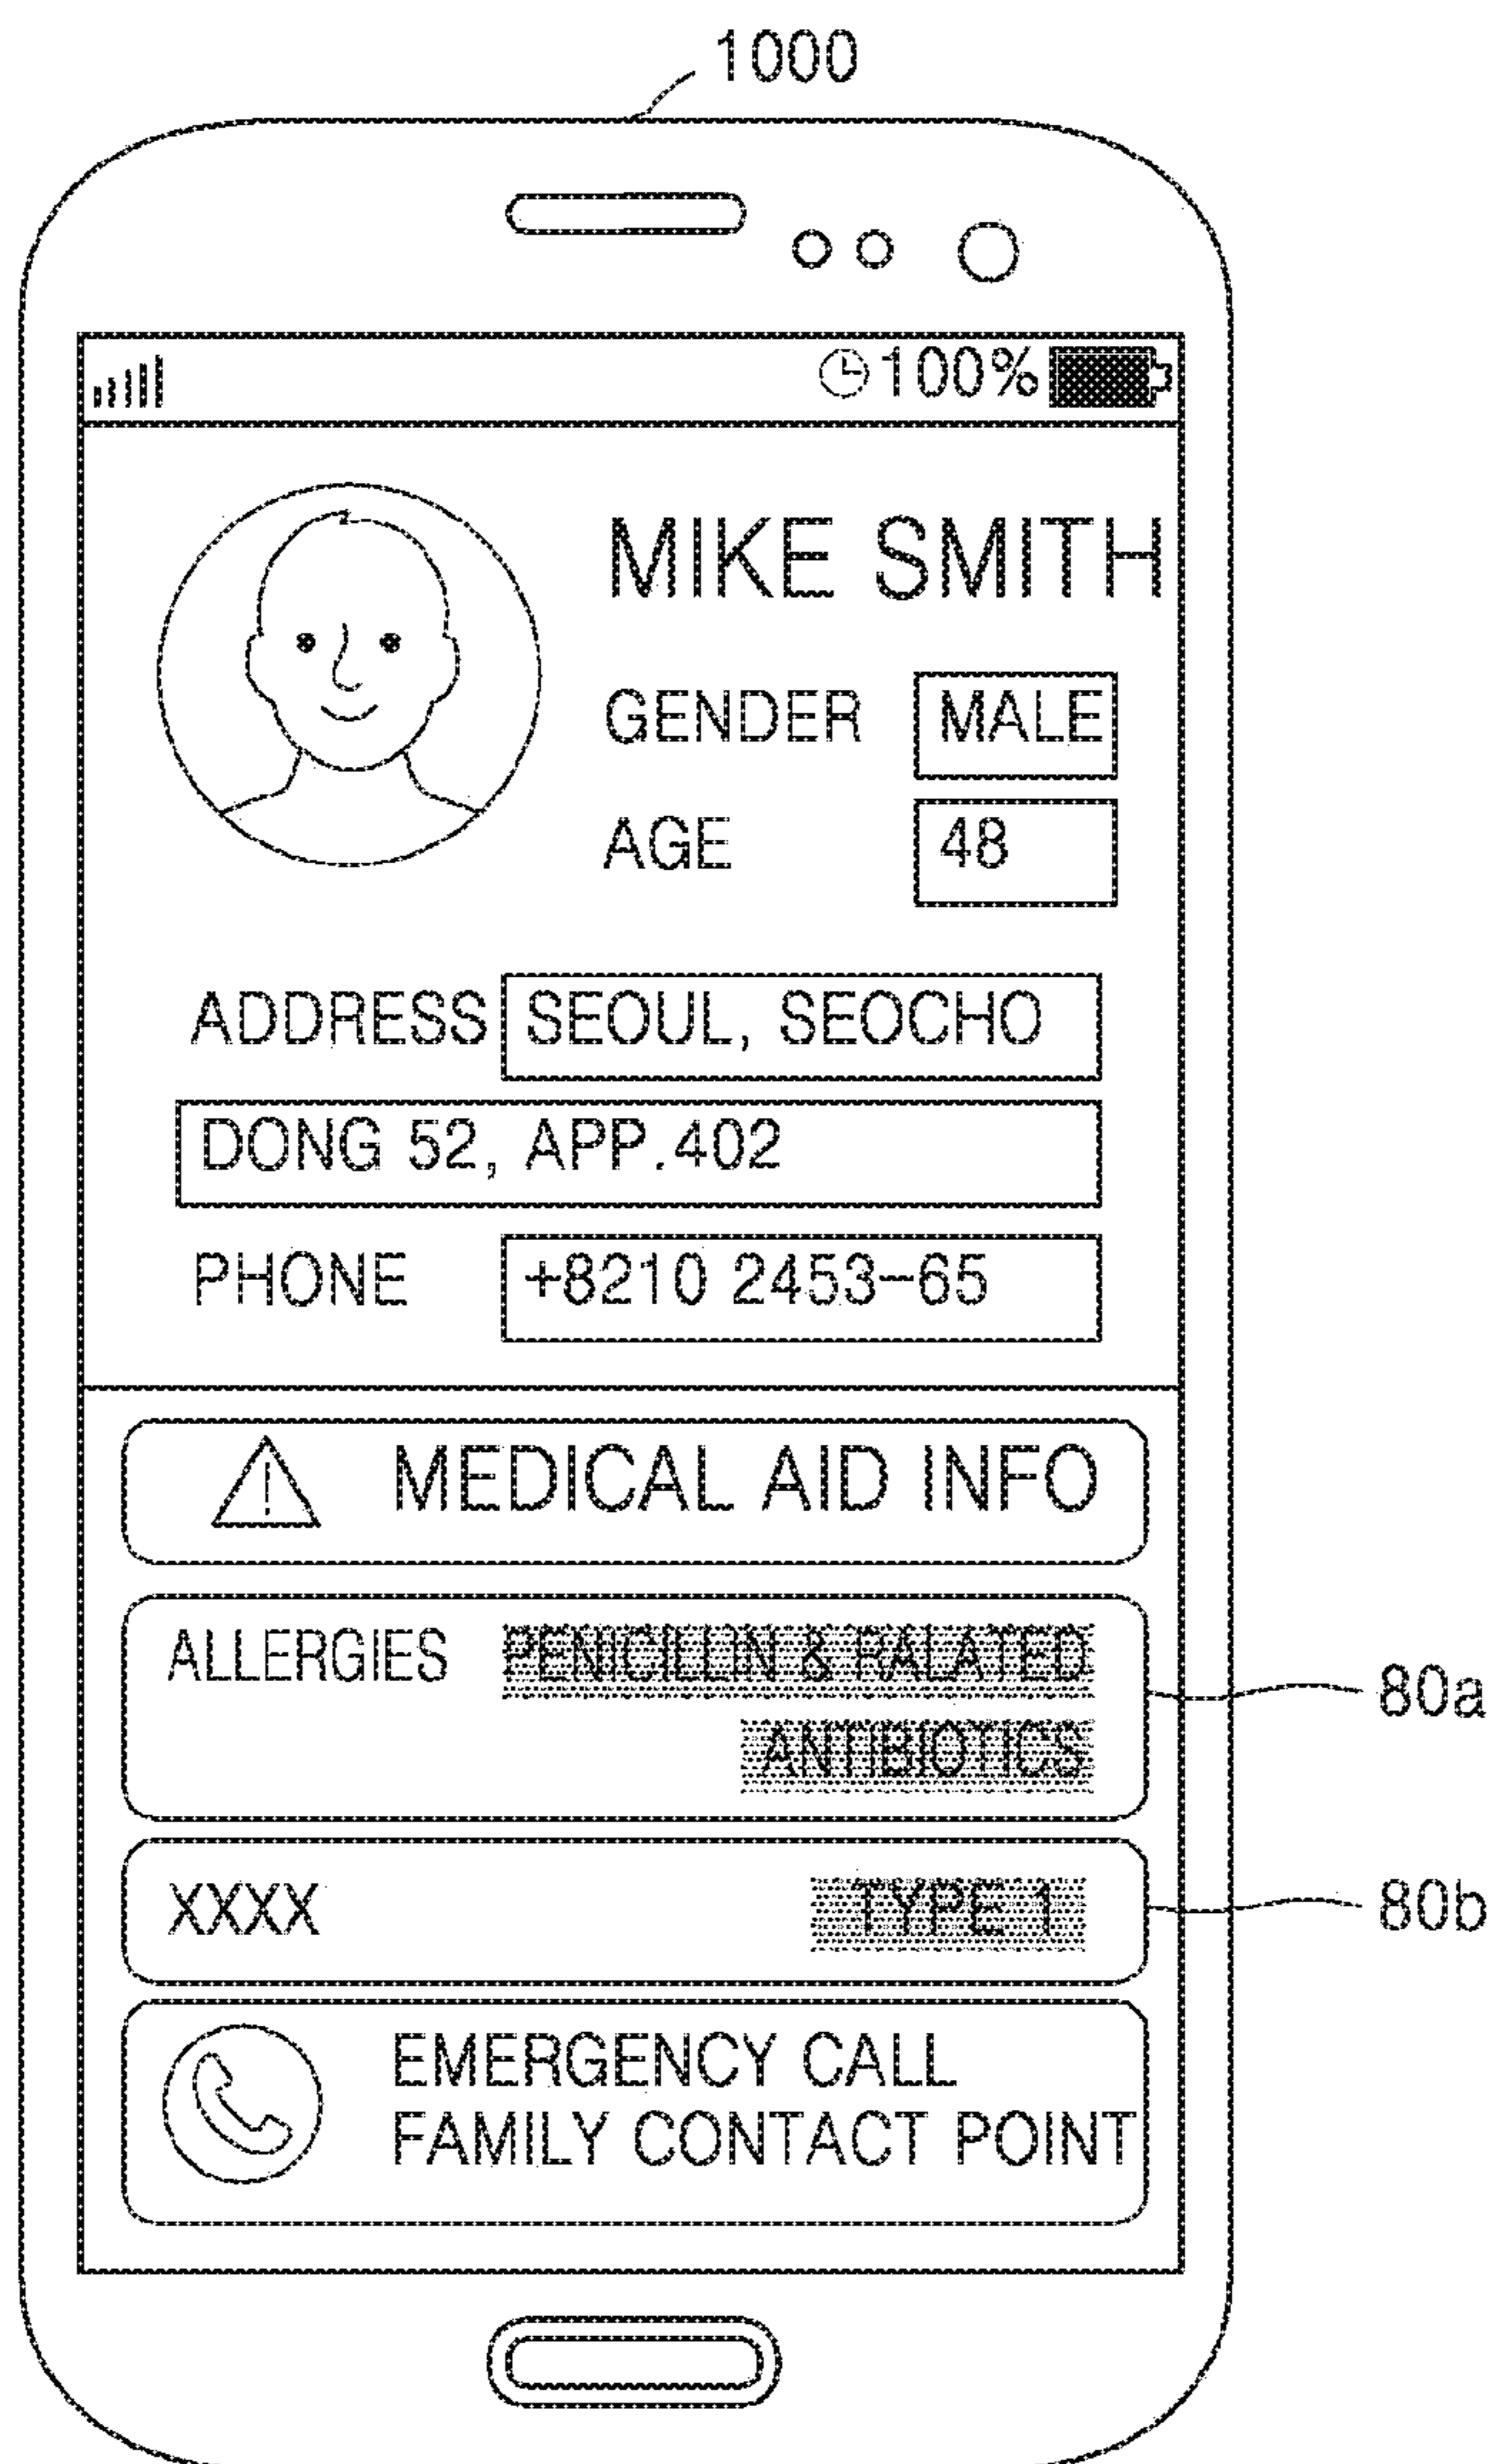 1000
100%
MIKE SMITH
GENDER MALE
AGE 48
ADDRESS SEOUL, SEOCHO
DONG 52, APP.402
PHONE +8210 2453-65
MEDICAL AID INFO
ALLERGIES PENICILLIN & RALATED
ANTIBIOTICS
80a
XXXX TYPE 1
80b
EMERGENCY CALL
FAMILY CONTACT POINT